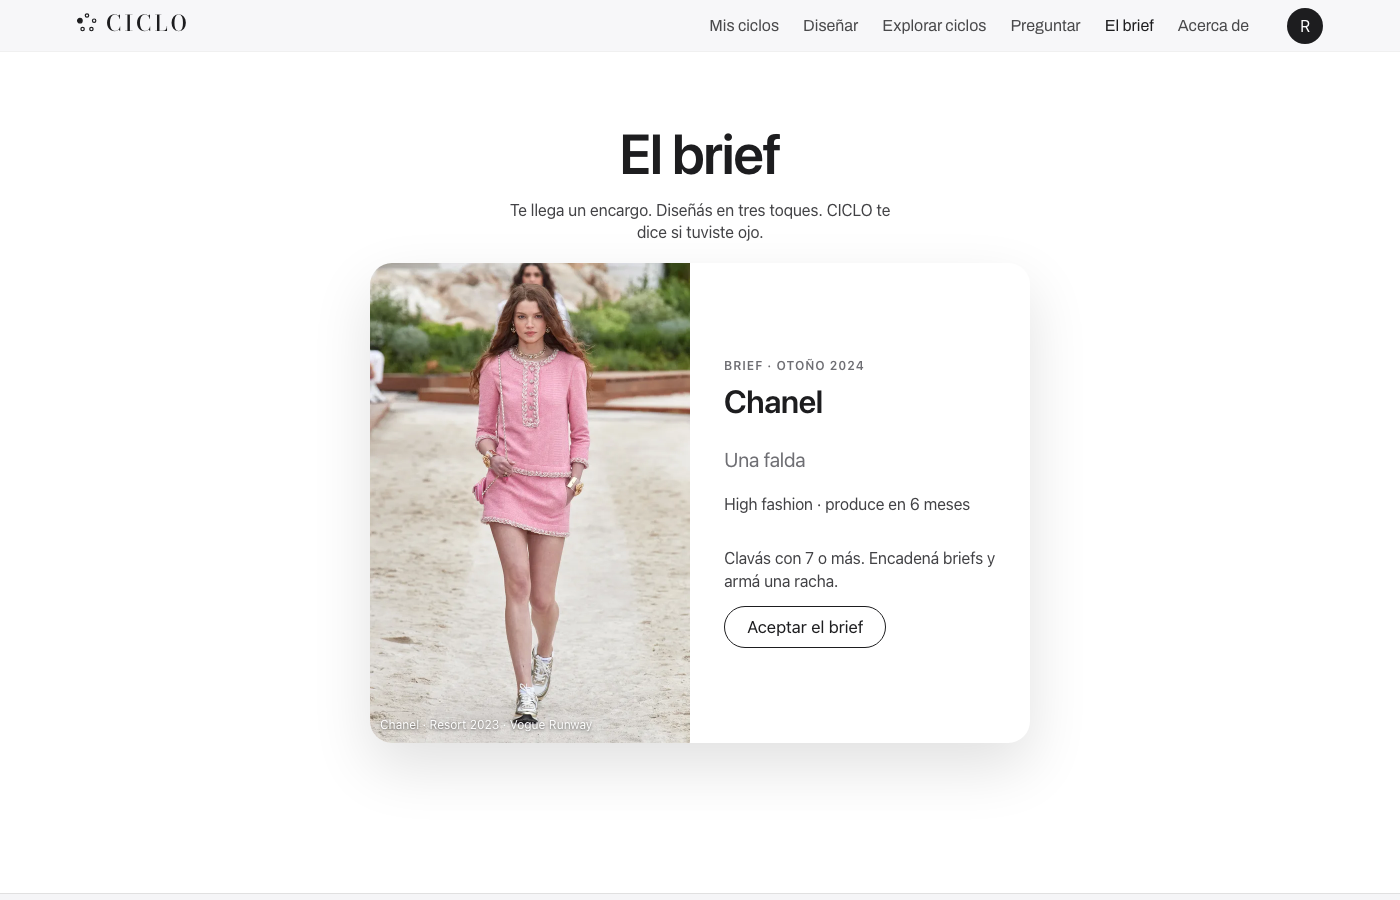 CICLO
Mis ciclos
Diseñar
Explorar ciclos
Preguntar
El brief
Acerca de
R
El brief
Te llega un encargo. Diseñás en tres toques. CICLO te
dice si tuviste ojo.
BRIEF · OTOÑO 2024
Chanel
Una falda
High fashion · produce en 6 meses
Clavás con 7 o más. Encadená briefs y
armá una racha.
Aceptar el brief
Chanel · Resort 2023 · Vogue Runway